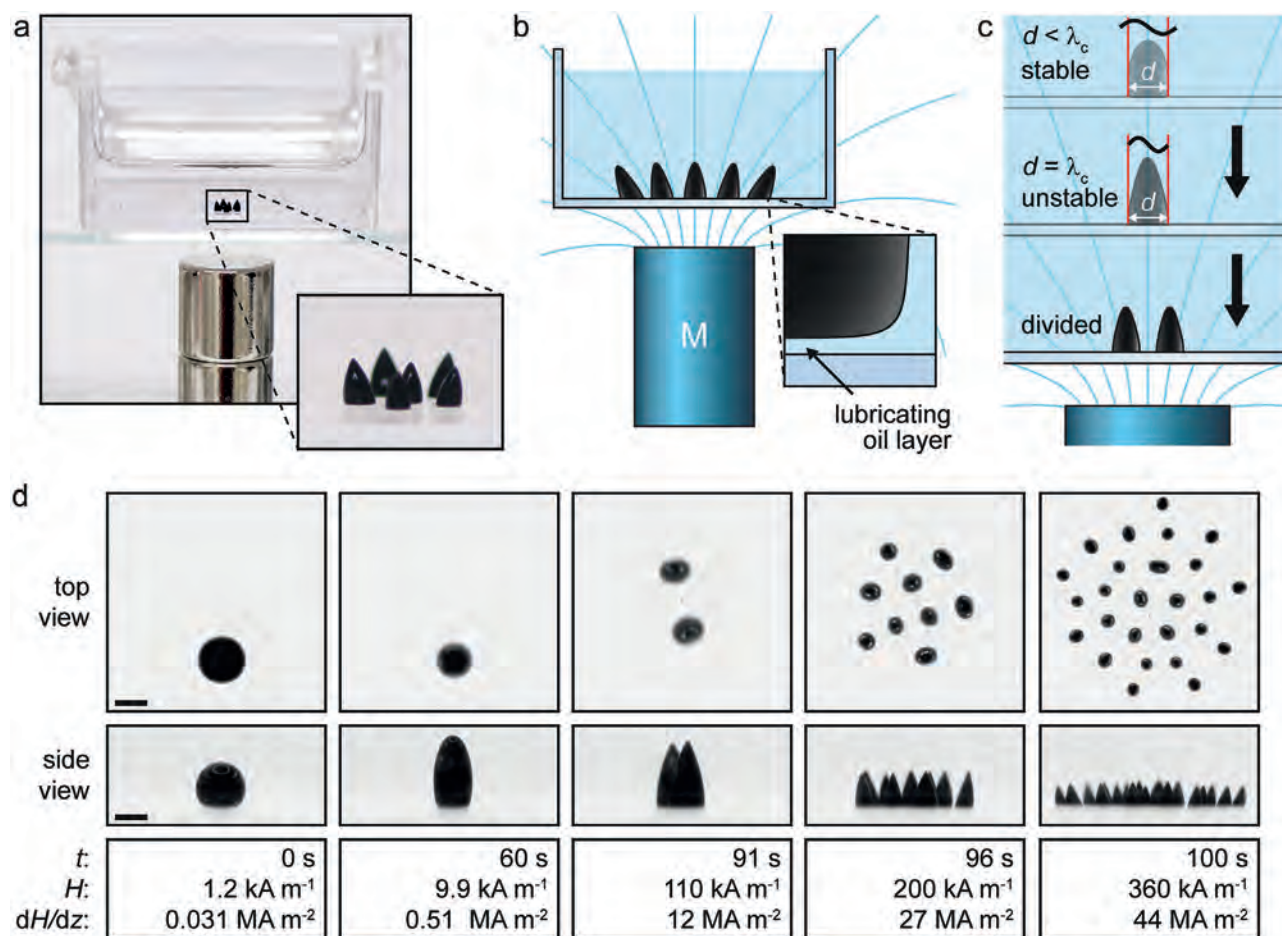 a
b
c
d < λc
stable
d
d = λc
unstable
d
divided
M
lubricating
oil layer
d
top
view
side
view
t: 0 s 60 s 91 s 96 s 100 s
H: 1.2 kA m⁻¹ 9.9 kA m⁻¹ 110 kA m⁻¹ 200 kA m⁻¹ 360 kA m⁻¹
dH/dz: 0.031 MA m⁻² 0.51 MA m⁻² 12 MA m⁻² 27 MA m⁻² 44 MA m⁻²